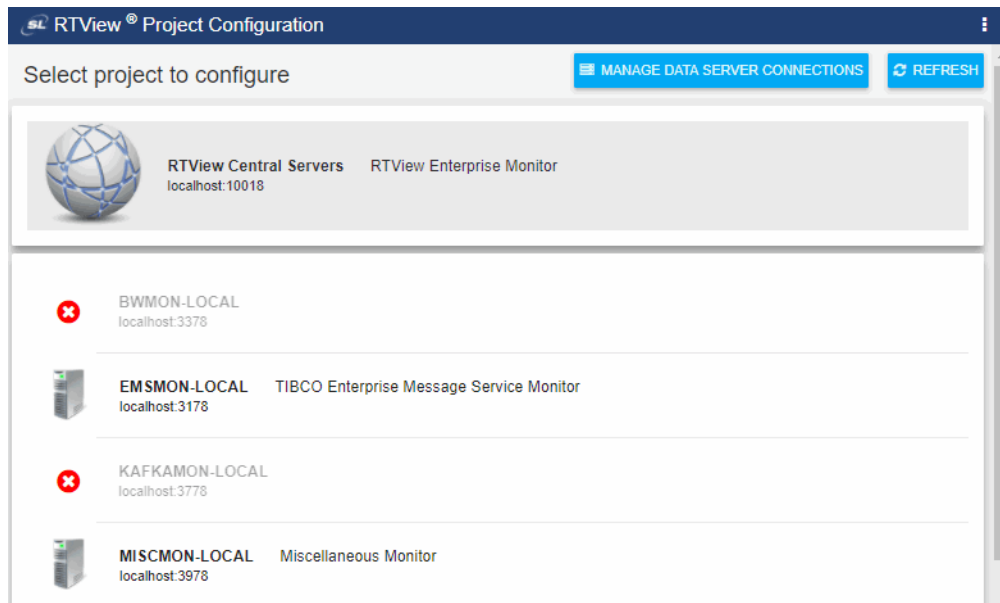 SL RTView ® Project Configuration
Select project to configure
MANAGE DATA SERVER CONNECTIONS
REFRESH
RTView Central Servers RTView Enterprise Monitor
localhost:10018
BWMON-LOCAL
localhost:3378
EMSMON-LOCAL TIBCO Enterprise Message Service Monitor
localhost:3178
KAFKAMON-LOCAL
localhost:3778
MISCMON-LOCAL Miscellaneous Monitor
localhost:3978